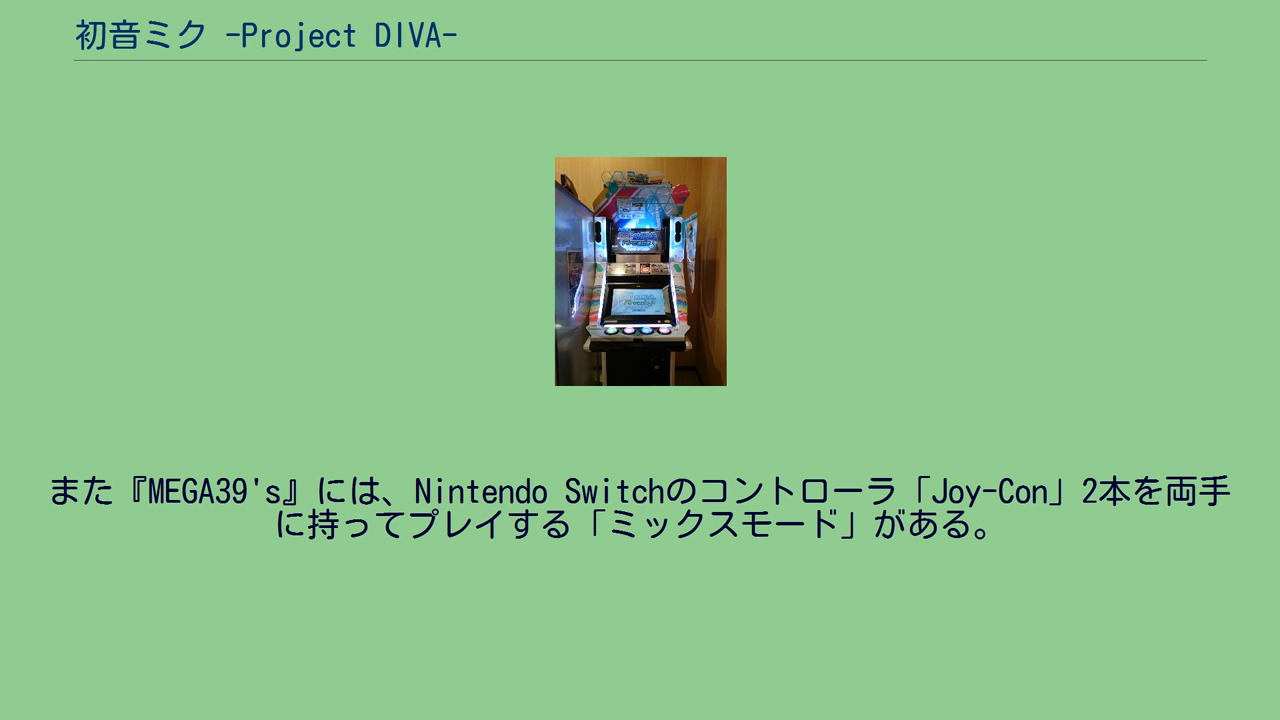 初音ミク -Project DIVA-
また『MEGA39's』には、Nintendo Switchのコントローラ「Joy-Con」2本を両手
に持ってプレイする「ミックスモード」がある。